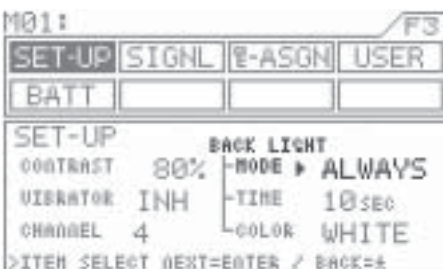 M01: F3
SET-UP SIGNL -ASGN USER
BATT
SET-UP BACK LIGHT
CONTRAST 80% MODE ▶ ALWAYS
VIBRATOR INH TIME 10SEC
CHANNEL 4 COLOR WHITE
>ITEM SELECT NEXT=ENTER / BACK=±